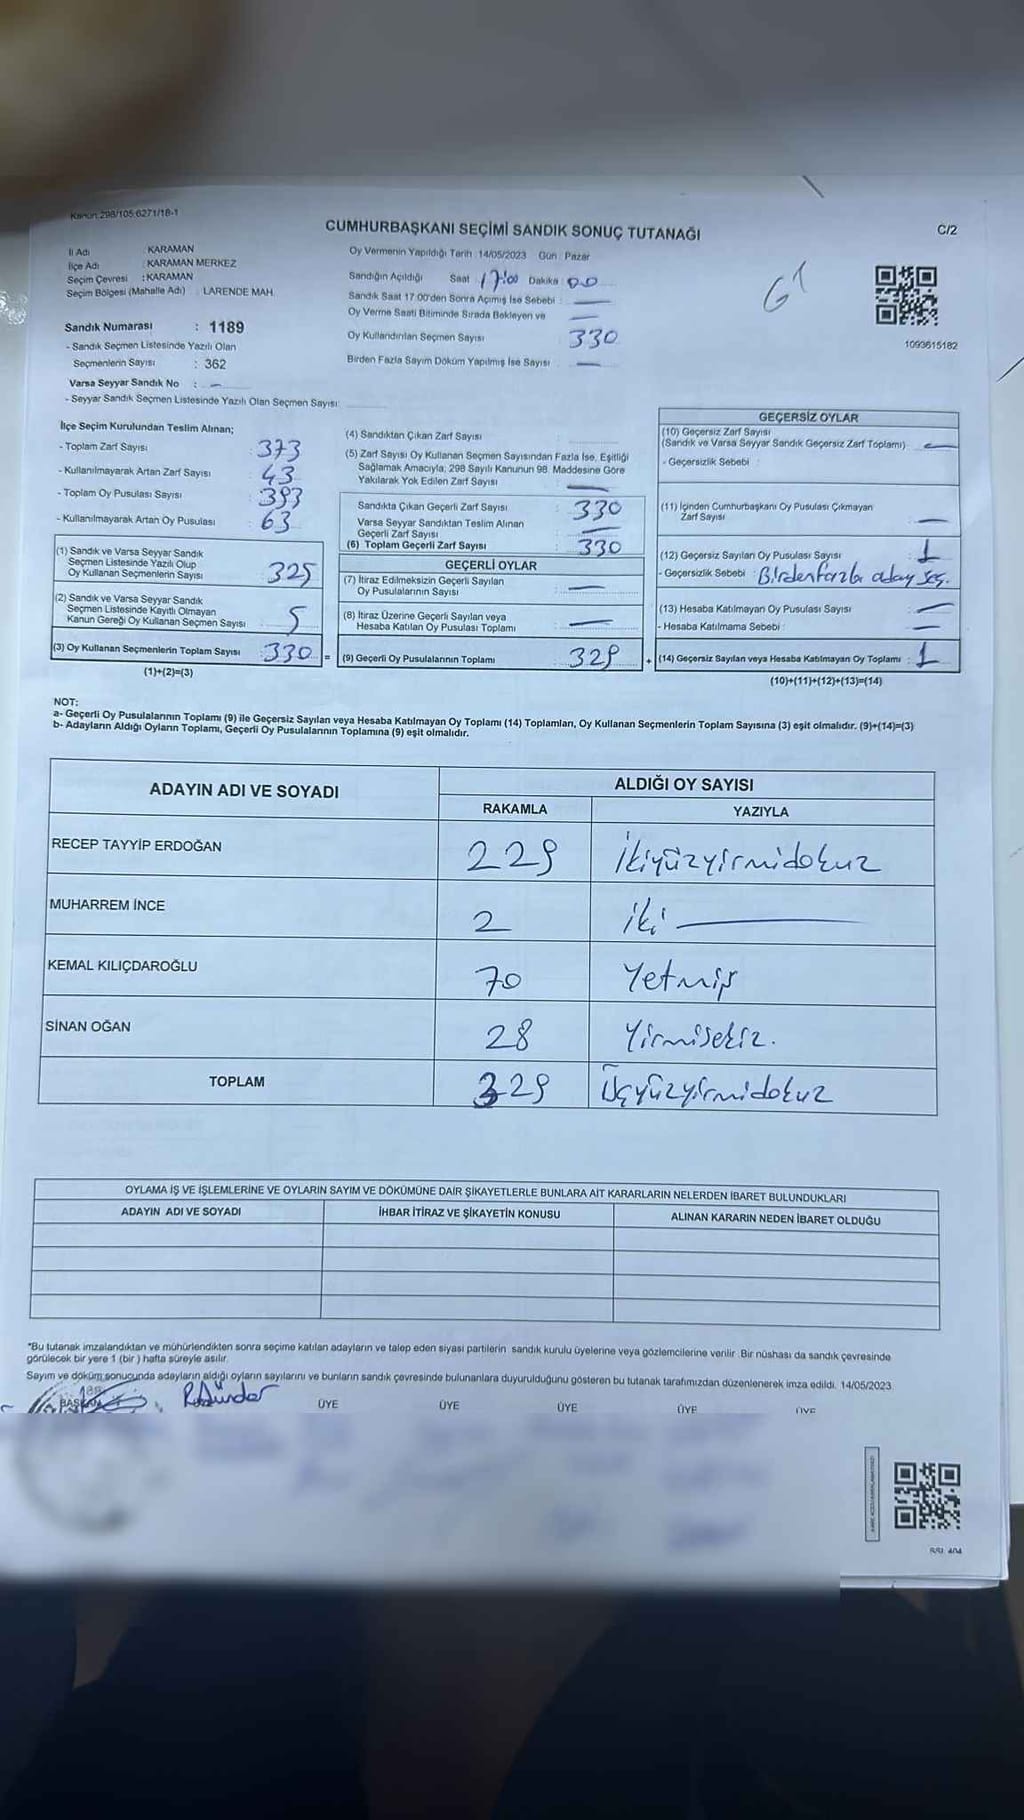 Kanun:298/105;6271/18-1
CUMHURBAŞKANI SEÇİMİ SANDIK SONUÇ TUTANAĞI
C/2
İl Adı : KARAMAN
İlçe Adı : KARAMAN MERKEZ
Seçim Çevresi : KARAMAN
Seçim Bölgesi (Mahalle Adı) : LARENDE MAH.
Sandık Numarası : 1189
- Sandık Seçmen Listesinde Yazılı Olan
Seçmenlerin Sayısı : 362
Varsa Seyyar Sandık No : —
- Seyyar Sandık Seçmen Listesinde Yazılı Olan Seçmen Sayısı:
Oy Vermenin Yapıldığı Tarih : 14/05/2023 Gün : Pazar
Sandığın Açıldığı Saat 17:00 Dakika : 00
Sandık Saat 17.00'den Sonra Açımış İse Sebebi : —
Oy Verme Saati Bitiminde Sırada Bekleyen ve —
Oy Kullandırılan Seçmen Sayısı 330
Birden Fazla Sayım Döküm Yapılmış İse Sayısı —
61
1093615182
İlçe Seçim Kurulundan Teslim Alınan;
- Toplam Zarf Sayısı 373
- Kullanılmayarak Artan Zarf Sayısı 43
- Toplam Oy Pusulası Sayısı 393
- Kullanılmayarak Artan Oy Pusulası 63
(1) Sandık ve Varsa Seyyar Sandık
Seçmen Listesinde Yazılı Olup
Oy Kullanan Seçmenlerin Sayısı 325
(2) Sandık ve Varsa Seyyar Sandık
Seçmen Listesinde Kayıtlı Olmayan
Kanun Gereği Oy Kullanan Seçmen Sayısı 5
(3) Oy Kullanan Seçmenlerin Toplam Sayısı 330 =
(1)+(2)=(3)
(4) Sandıktan Çıkan Zarf Sayısı
(5) Zarf Sayısı Oy Kullanan Seçmen Sayısından Fazla İse, Eşitliği
Sağlamak Amacıyla; 298 Sayılı Kanunun 98. Maddesine Göre
Yakılarak Yok Edilen Zarf Sayısı —
Sandıkta Çıkan Geçerli Zarf Sayısı 330
Varsa Seyyar Sandıktan Teslim Alınan
Geçerli Zarf Sayısı —
(6) Toplam Geçerli Zarf Sayısı 330
GEÇERLİ OYLAR
(7) İtiraz Edilmeksizin Geçerli Sayılan
Oy Pusulalarının Sayısı —
(8) İtiraz Üzerine Geçerli Sayılan veya
Hesaba Katılan Oy Pusulası Toplamı —
(9) Geçerli Oy Pusulalarının Toplamı 329 +
GEÇERSİZ OYLAR
(10) Geçersiz Zarf Sayısı
(Sandık ve Varsa Seyyar Sandık Geçersiz Zarf Toplamı) —
- Geçersizlik Sebebi :
(11) İçinden Cumhurbaşkanı Oy Pusulası Çıkmayan
Zarf Sayısı —
(12) Geçersiz Sayılan Oy Pusulası Sayısı 1
- Geçersizlik Sebebi : Birden fazla aday seç.
(13) Hesaba Katılmayan Oy Pusulası Sayısı —
- Hesaba Katılmama Sebebi : —
(14) Geçersiz Sayılan veya Hesaba Katılmayan Oy Toplamı : 1
(10)+(11)+(12)+(13)=(14)
NOT:
a- Geçerli Oy Pusulalarının Toplamı (9) ile Geçersiz Sayılan veya Hesaba Katılmayan Oy Toplamı (14) Toplamları, Oy Kullanan Seçmenlerin Toplam Sayısına (3) eşit olmalıdır. (9)+(14)=(3)
b- Adayların Aldığı Oyların Toplamı, Geçerli Oy Pusulalarının Toplamına (9) eşit olmalıdır.
ADAYIN ADI VE SOYADI ALDIĞI OY SAYISI
RAKAMLA YAZIYLA
RECEP TAYYİP ERDOĞAN 229 İkiyüzyirmidokuz
MUHARREM İNCE 2 iki —
KEMAL KILIÇDAROĞLU 70 Yetmiş
SİNAN OĞAN 28 Yirmisekiz.
TOPLAM 329 Üçyüzyirmidokuz
OYLAMA İŞ VE İŞLEMLERİNE VE OYLARIN SAYIM VE DÖKÜMÜNE DAİR ŞİKAYETLERLE BUNLARA AİT KARARLARIN NELERDEN İBARET BULUNDUKLARI
ADAYIN ADI VE SOYADI İHBAR İTİRAZ VE ŞİKAYETİN KONUSU ALINAN KARARIN NEDEN İBARET OLDUĞU
*Bu tutanak imzalandıktan ve mühürlendikten sonra seçime katılan adayların ve talep eden siyasi partilerin sandık kurulu üyelerine veya gözlemcilerine verilir. Bir nüshası da sandık çevresinde
görülecek bir yere 1 (bir ) hafta süreyle asılır.
Sayım ve döküm sonucunda adayların aldığı oyların sayılarını ve bunların sandık çevresinde bulunanlara duyurulduğunu gösteren bu tutanak tarafımızdan düzenlenerek imza edildi. 14/05/2023
ÜYE ÜYE ÜYE ÜYE ÜYE